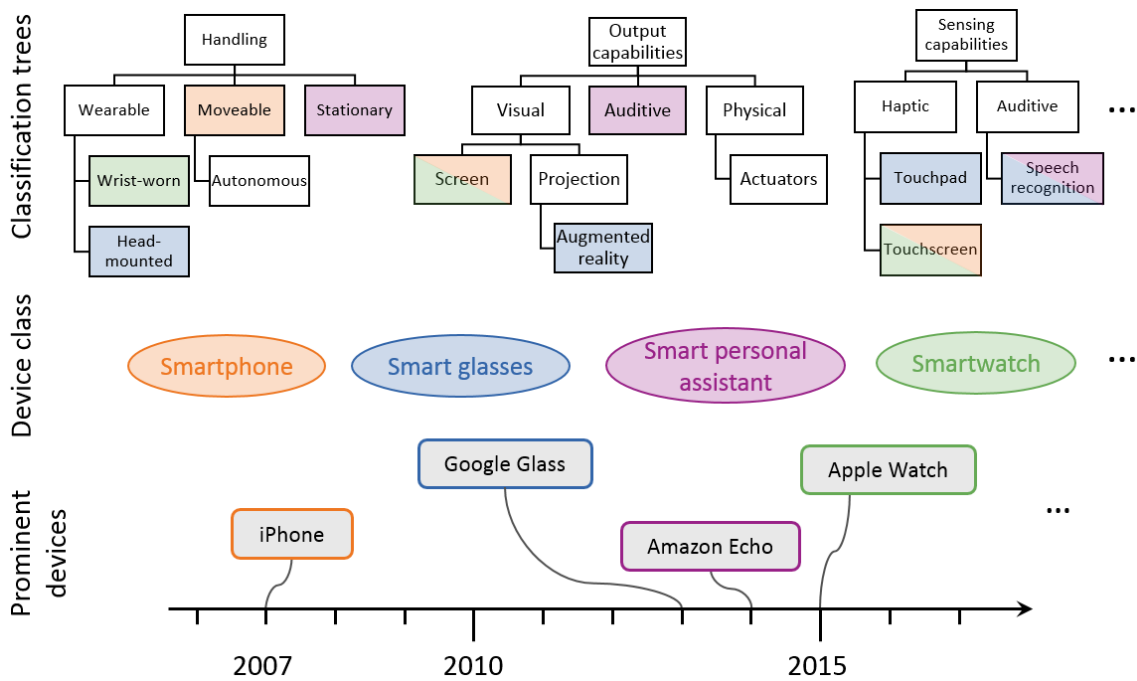 Classification trees
Handling
Wearable
Moveable
Stationary
Wrist-worn
Autonomous
Head-
mounted
Output
capabilities
Visual
Auditive
Physical
Screen
Projection
Actuators
Augmented
reality
Sensing
capabilities
Haptic
Auditive
Touchpad
Speech
recognition
Touchscreen
...
Device class
Smartphone
Smart glasses
Smart personal
assistant
Smartwatch
...
Prominent
devices
iPhone
Google Glass
Amazon Echo
Apple Watch
...
2007
2010
2015